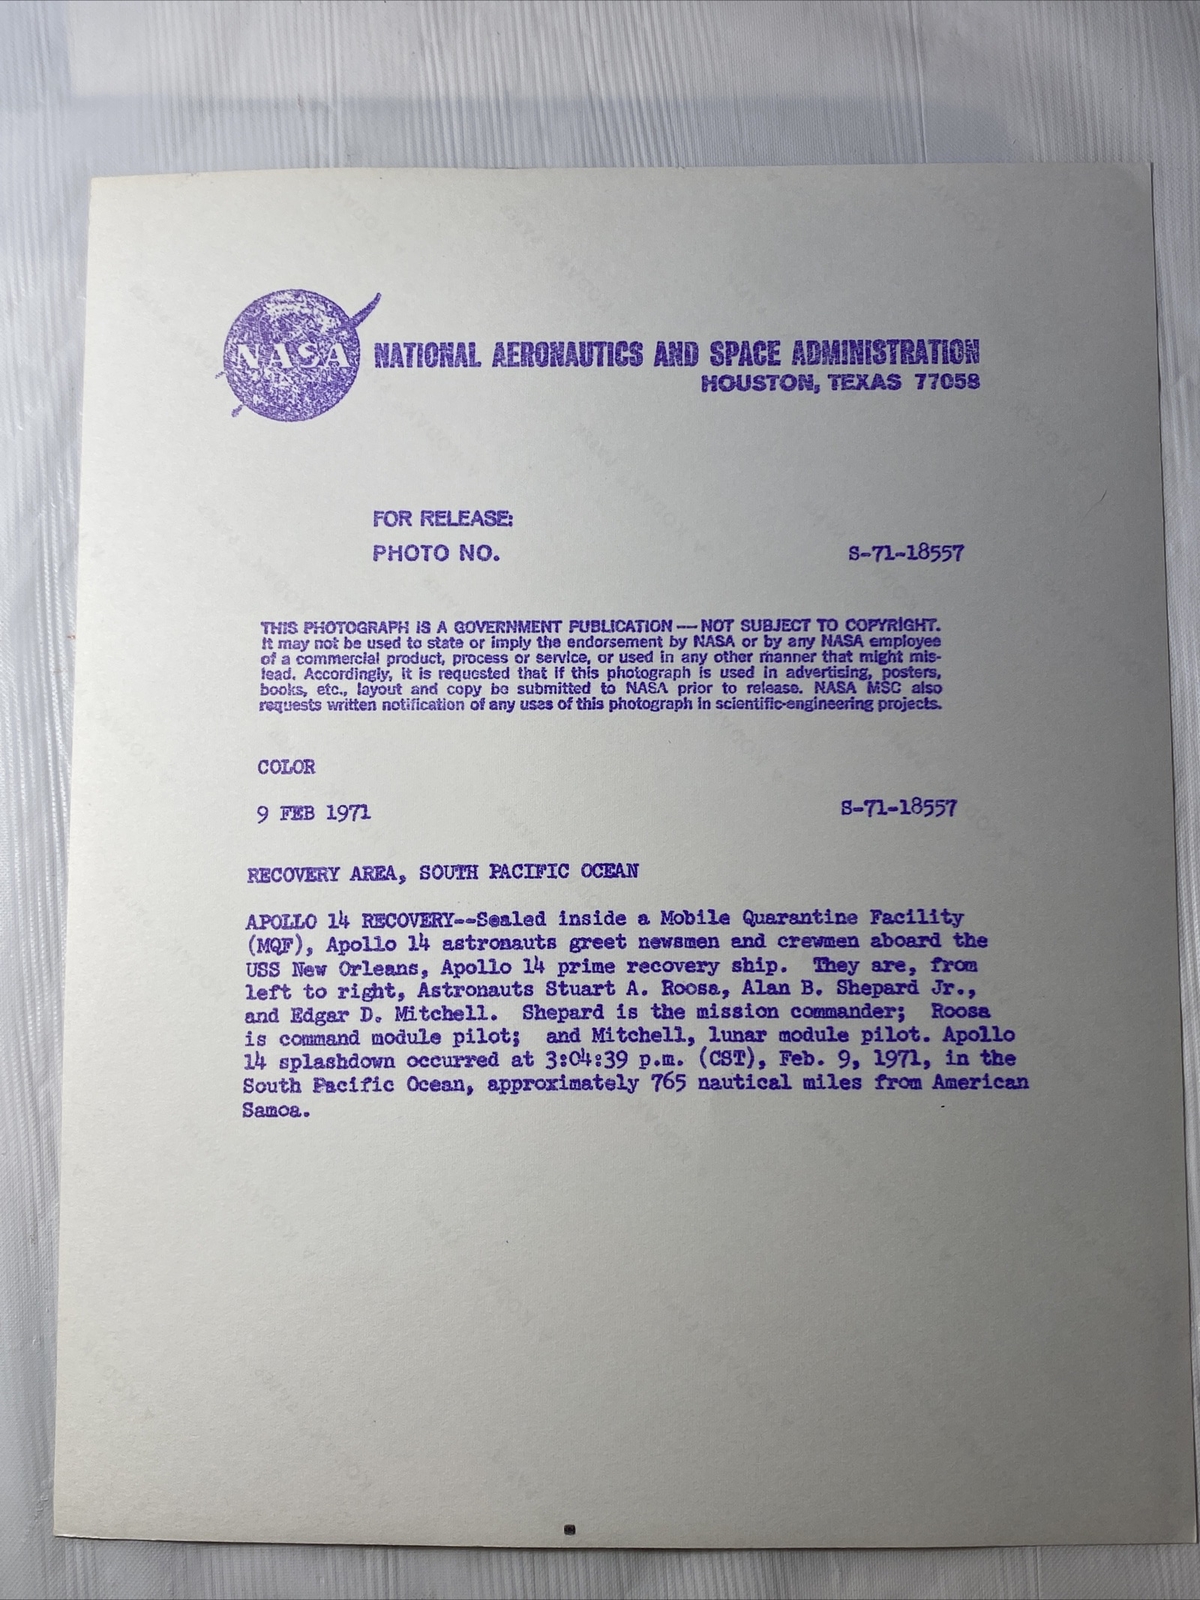 NASA
NATIONAL AERONAUTICS AND SPACE ADMINISTRATION
HOUSTON, TEXAS 77058
FOR RELEASE:
PHOTO NO. S-71-18557
THIS PHOTOGRAPH IS A GOVERNMENT PUBLICATION — NOT SUBJECT TO COPYRIGHT.
It may not be used to state or imply the endorsement by NASA or by any NASA employee
of a commercial product, process or service, or used in any other manner that might mis-
lead. Accordingly, it is requested that if this photograph is used in advertising, posters,
books, etc., layout and copy be submitted to NASA prior to release. NASA MSC also
requests written notification of any uses of this photograph in scientific-engineering projects.
COLOR
9 FEB 1971 S-71-18557
RECOVERY AREA, SOUTH PACIFIC OCEAN
APOLLO 14 RECOVERY--Sealed inside a Mobile Quarantine Facility
(MQF), Apollo 14 astronauts greet newsmen and crewmen aboard the
USS New Orleans, Apollo 14 prime recovery ship. They are, from
left to right, Astronauts Stuart A. Roosa, Alan B. Shepard Jr.,
and Edgar D. Mitchell. Shepard is the mission commander; Roosa
is command module pilot; and Mitchell, lunar module pilot. Apollo
14 splashdown occurred at 3:04:39 p.m. (CST), Feb. 9, 1971, in the
South Pacific Ocean, approximately 765 nautical miles from American
Samoa.